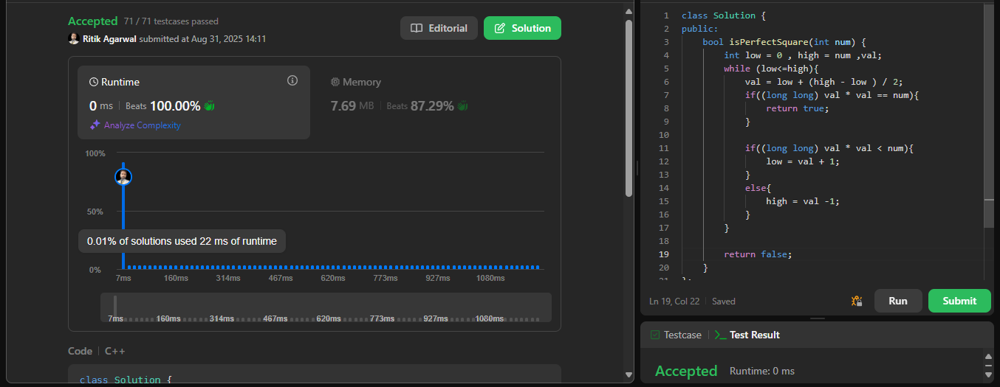 Accepted 71 / 71 testcases passed
Ritik Agarwal submitted at Aug 31, 2025 14:11
Editorial
Solution
Runtime
0 ms Beats 100.00%
Analyze Complexity
Memory
7.69 MB Beats 87.29%
100%
50%
0%
0.01% of solutions used 22 ms of runtime
7ms 160ms 314ms 467ms 620ms 773ms 927ms 1080ms
7ms 160ms 314ms 467ms 620ms 773ms 927ms 1080ms
Code C++
class Solution {
1 class Solution {
2 public:
3 bool isPerfectSquare(int num) {
4 int low = 0 , high = num ,val;
5 while (low<=high){
6 val = low + (high - low ) / 2;
7 if((long long) val * val == num){
8 return true;
9 }
10
11 if((long long) val * val < num){
12 low = val + 1;
13 }
14 else{
15 high = val -1;
16 }
17 }
18
19 return false;
20 }
21 };
Ln 19, Col 22 Saved
Run
Submit
Testcase
Test Result
Accepted Runtime: 0 ms